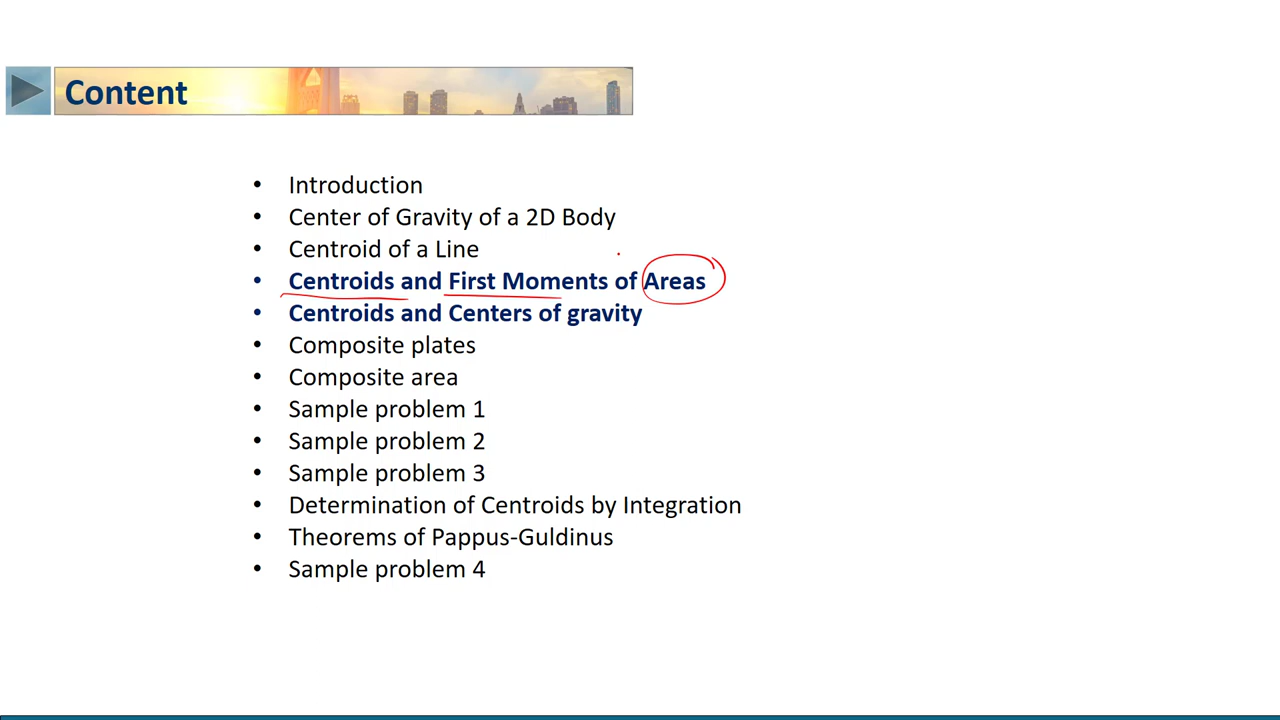 Content
• Introduction
• Center of Gravity of a 2D Body
• Centroid of a Line
• Centroids and First Moments of Areas
• Centroids and Centers of gravity
• Composite plates
• Composite area
• Sample problem 1
• Sample problem 2
• Sample problem 3
• Determination of Centroids by Integration
• Theorems of Pappus-Guldinus
• Sample problem 4